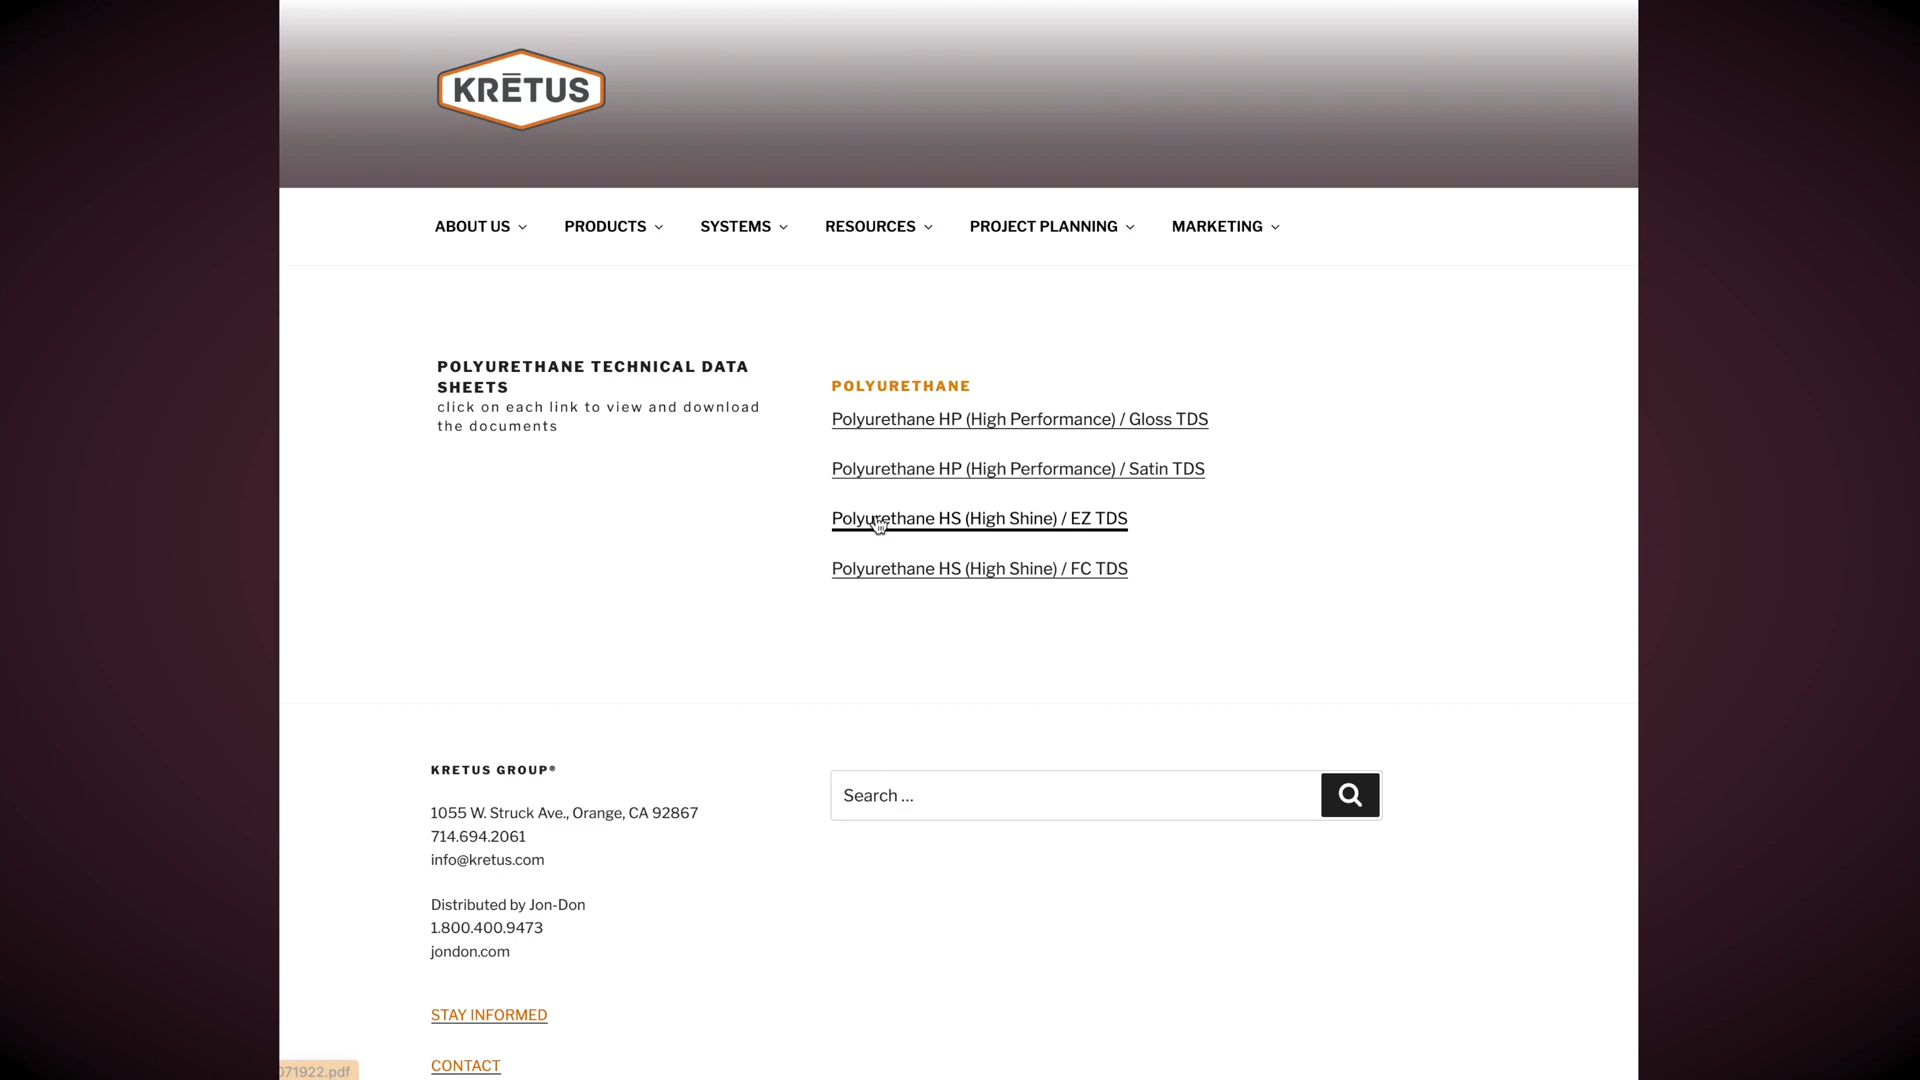 KRĒTUS
ABOUT US
PRODUCTS
SYSTEMS
RESOURCES
PROJECT PLANNING
MARKETING
POLYURETHANE TECHNICAL DATA
SHEETS
click on each link to view and download
the documents
POLYURETHANE
Polyurethane HP (High Performance) / Gloss TDS
Polyurethane HP (High Performance) / Satin TDS
Polyurethane HS (High Shine) / EZ TDS
Polyurethane HS (High Shine) / FC TDS
KRETUS GROUP®
1055 W. Struck Ave., Orange, CA 92867
714.694.2061
info@kretus.com
Distributed by Jon-Don
1.800.400.9473
jondon.com
STAY INFORMED
CONTACT
Search ...
071922.pdf